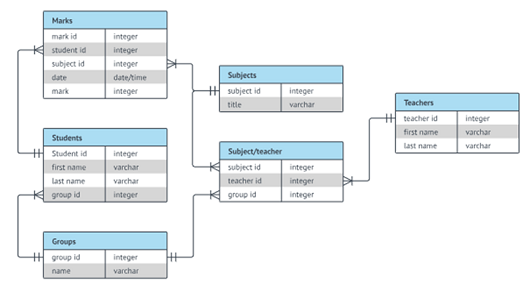 Marks
mark id integer
student id integer
subject id integer
date date/time
mark integer
Students
Student id integer
first name varchar
last name varchar
group id integer
Groups
group id integer
name varchar
Subjects
subject id integer
title varchar
Subject/teacher
subject id integer
teacher id integer
group id integer
Teachers
teacher id integer
first name varchar
last name varchar